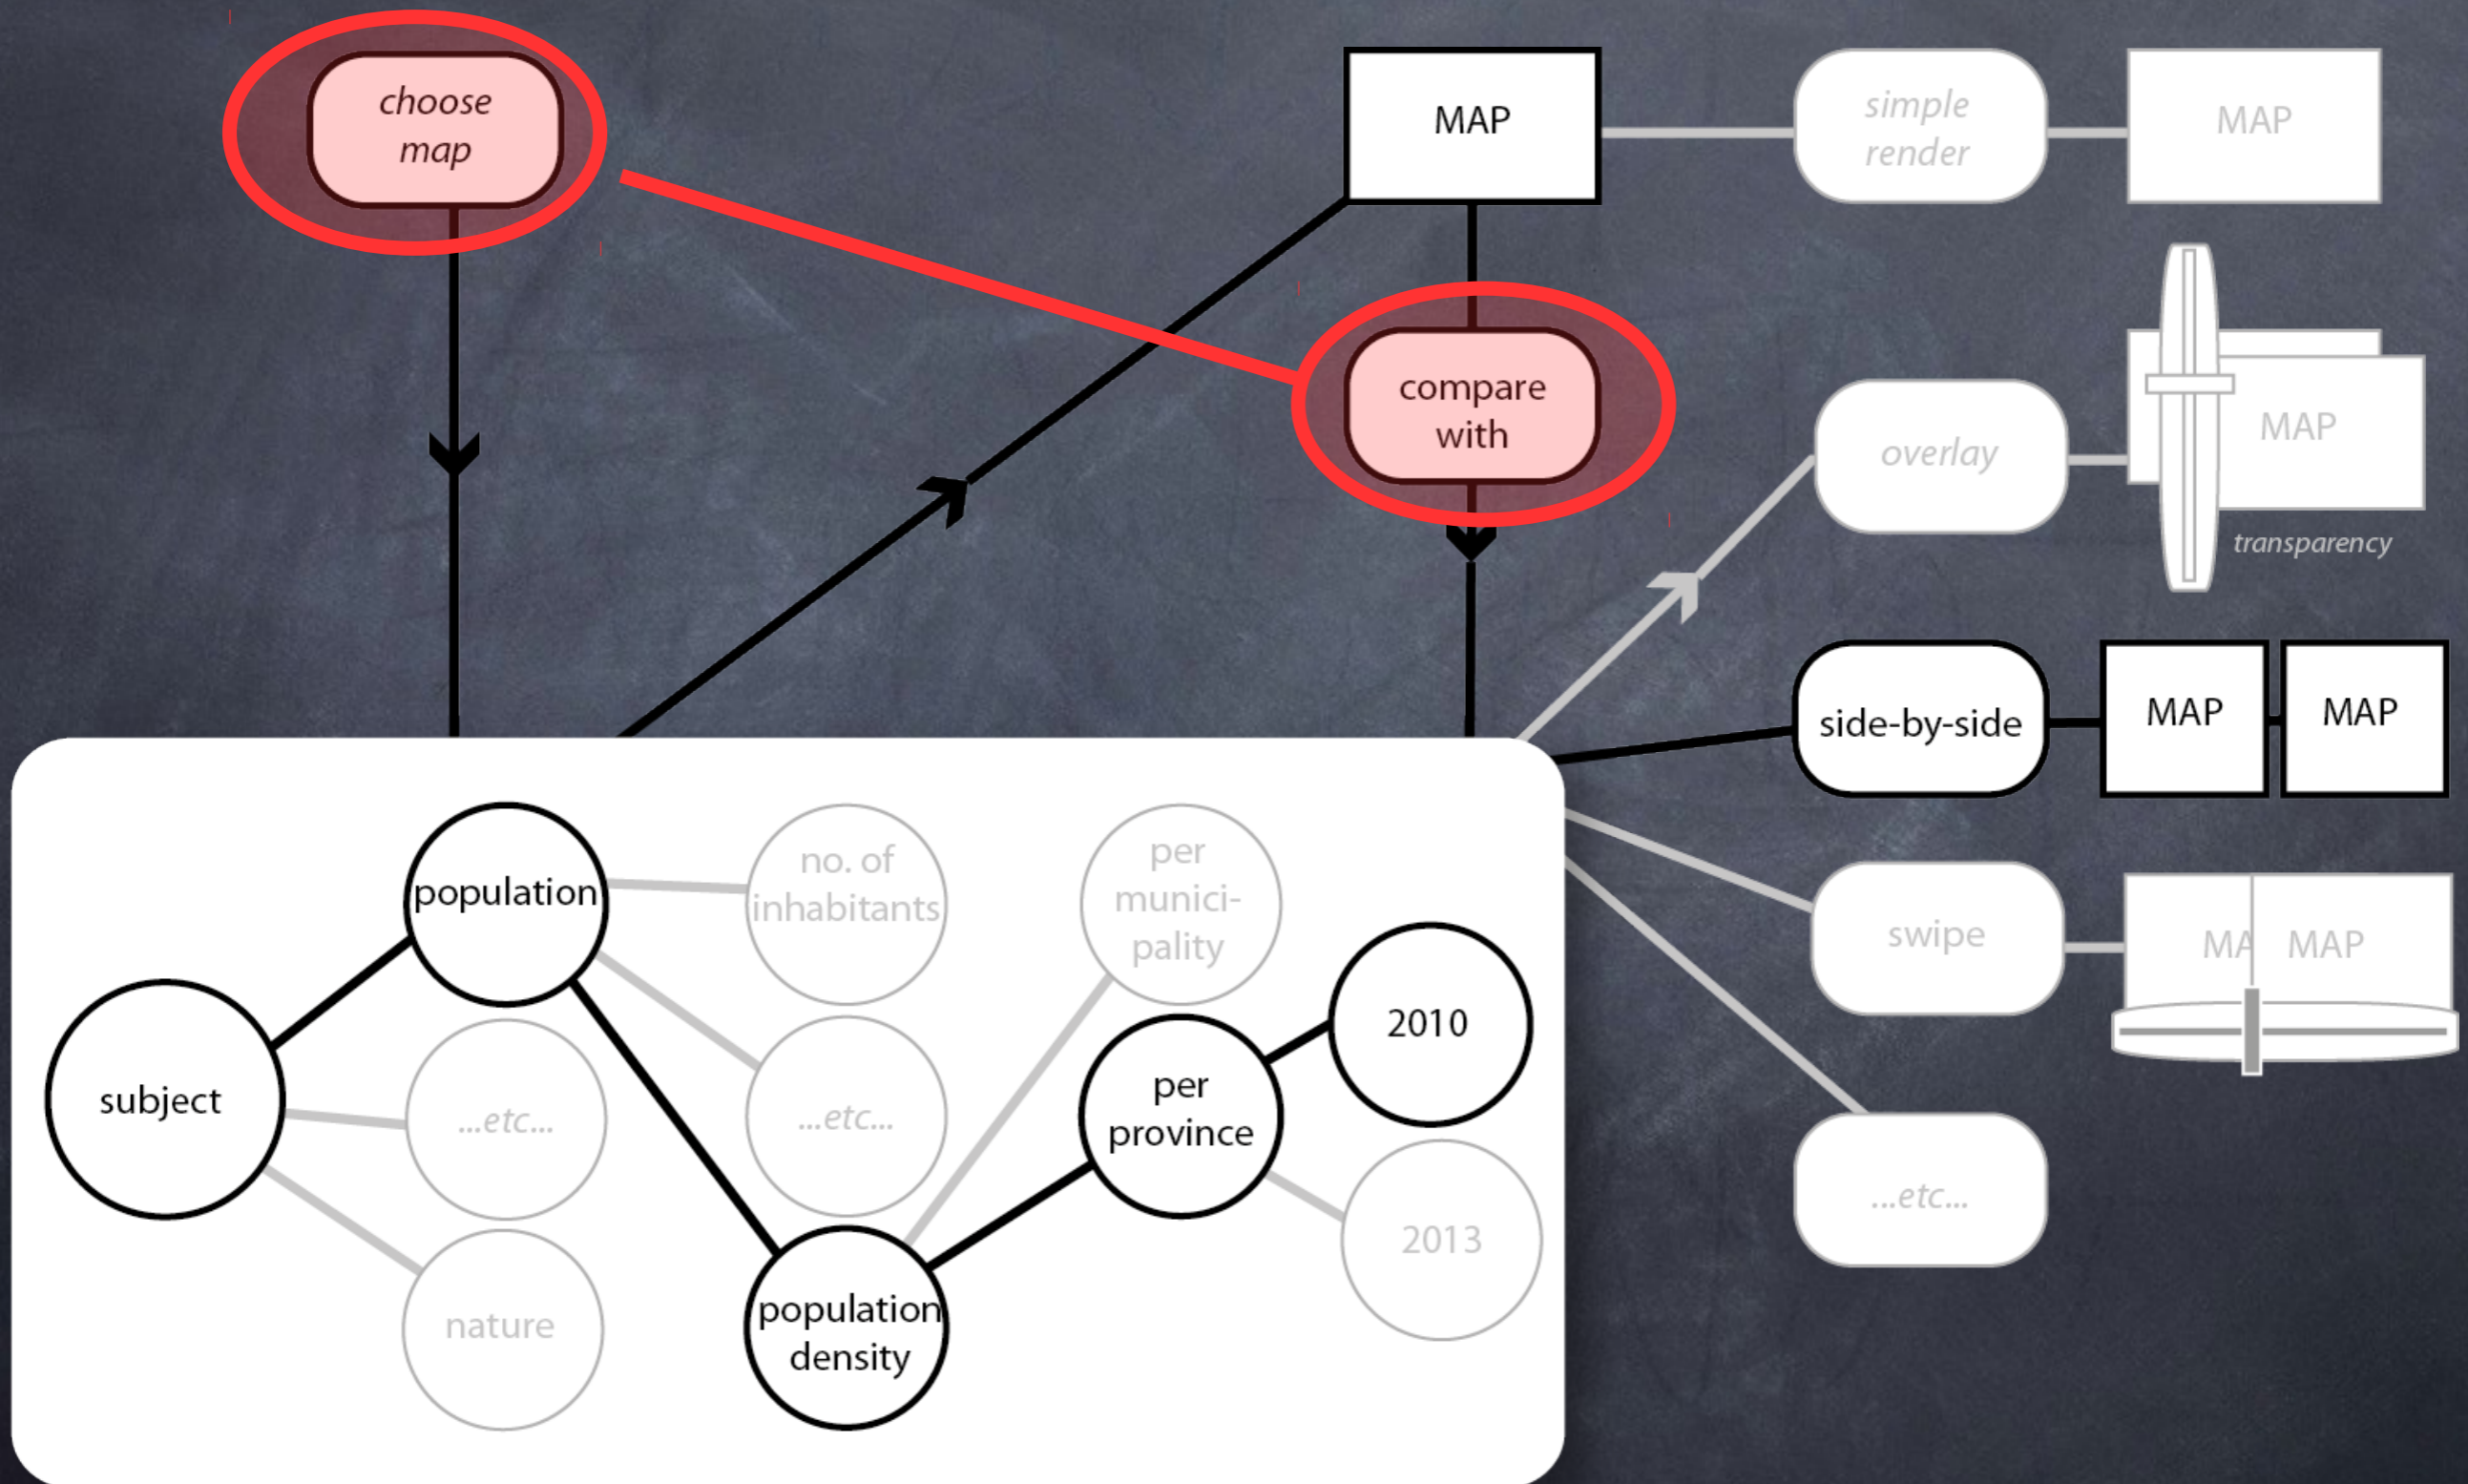 choose
map
MAP
simple
render
MAP
compare
with
overlay
MAP
transparency
side-by-side
MAP
MAP
swipe
MA
MAP
...etc...
subject
population
...etc...
nature
no. of
inhabitants
...etc...
population
density
per
munici-
pality
per
province
2010
2013